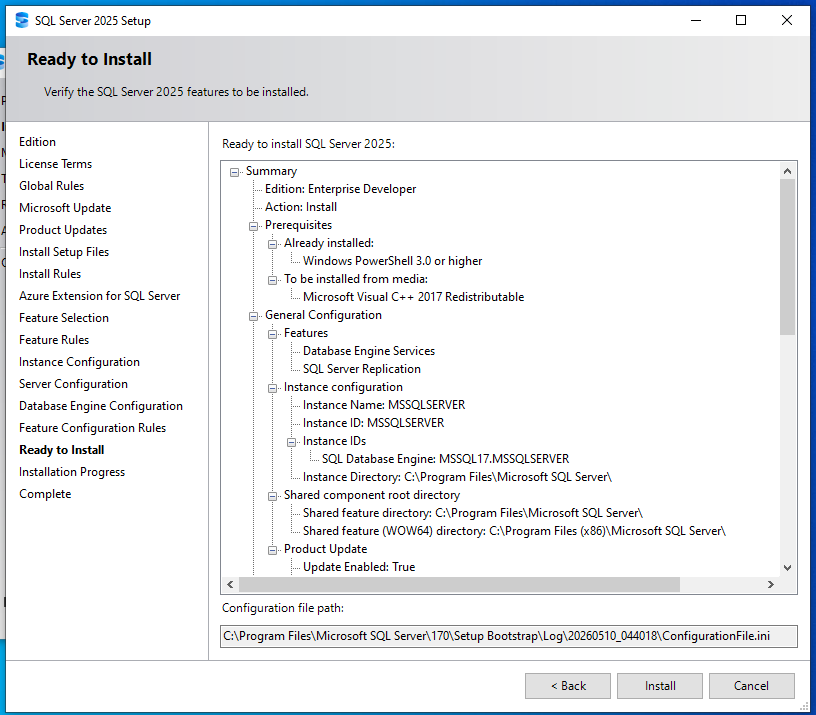 SQL Server 2025 Setup
Ready to Install
Verify the SQL Server 2025 features to be installed.
Edition
License Terms
Global Rules
Microsoft Update
Product Updates
Install Setup Files
Install Rules
Azure Extension for SQL Server
Feature Selection
Feature Rules
Instance Configuration
Server Configuration
Database Engine Configuration
Feature Configuration Rules
Ready to Install
Installation Progress
Complete
Ready to install SQL Server 2025:
Summary
Edition: Enterprise Developer
Action: Install
Prerequisites
Already installed:
Windows PowerShell 3.0 or higher
To be installed from media:
Microsoft Visual C++ 2017 Redistributable
General Configuration
Features
Database Engine Services
SQL Server Replication
Instance configuration
Instance Name: MSSQLSERVER
Instance ID: MSSQLSERVER
Instance IDs
SQL Database Engine: MSSQL17.MSSQLSERVER
Instance Directory: C:\Program Files\Microsoft SQL Server\
Shared component root directory
Shared feature directory: C:\Program Files\Microsoft SQL Server\
Shared feature (WOW64) directory: C:\Program Files (x86)\Microsoft SQL Server\
Product Update
Update Enabled: True
Configuration file path:
C:\Program Files\Microsoft SQL Server\170\Setup Bootstrap\Log\20260510_044018\ConfigurationFile.ini
< Back
Install
Cancel